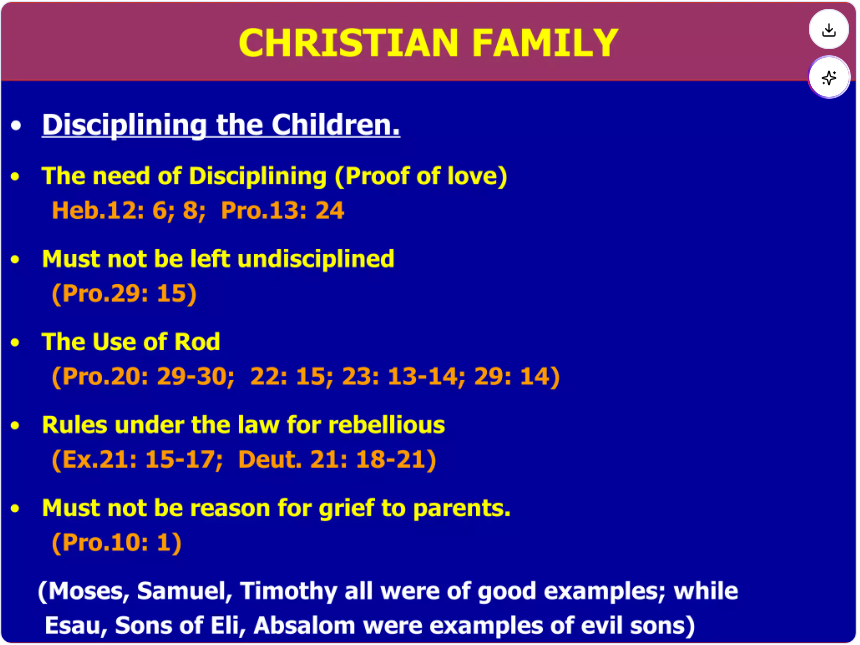 CHRISTIAN FAMILY
• Disciplining the Children.
• The need of Disciplining (Proof of love)
Heb.12: 6; 8;  Pro.13: 24
• Must not be left undisciplined
(Pro.29: 15)
• The Use of Rod
(Pro.20: 29-30;  22: 15; 23: 13-14; 29: 14)
• Rules under the law for rebellious
(Ex.21: 15-17;  Deut. 21: 18-21)
• Must not be reason for grief to parents.
(Pro.10: 1)
(Moses, Samuel, Timothy all were of good examples; while
Esau, Sons of Eli, Absalom were examples of evil sons)